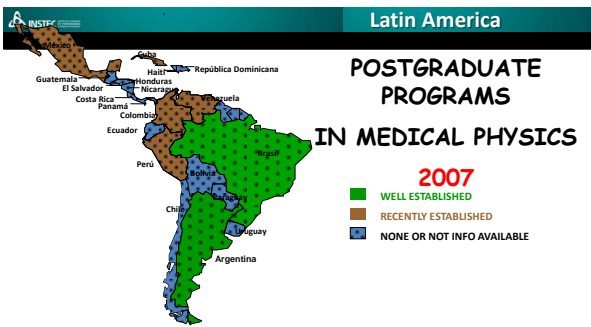 INSTEC
Latin America
México
Cuba
Haití
República Dominicana
Guatemala
Honduras
El Salvador
Nicaragua
Costa Rica
Panamá
Venezuela
Colombia
Ecuador
Brasil
Perú
Bolivia
Paraguay
Chile
Uruguay
Argentina
POSTGRADUATE
PROGRAMS
IN MEDICAL PHYSICS
2007
WELL ESTABLISHED
RECENTLY ESTABLISHED
NONE OR NOT INFO AVAILABLE